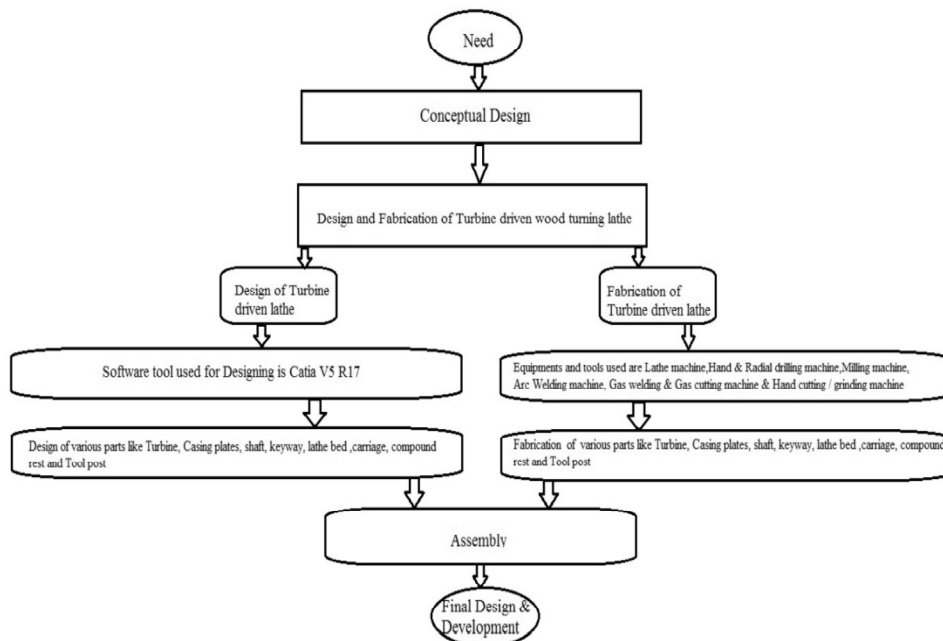 Need
Conceptual Design
Design and Fabrication of Turbine driven wood turning lathe
Design of Turbine
driven lathe
Fabrication of
Turbine driven lathe
Software tool used for Designing is Catia V5 R17
Equipments and tools used are Lathe machine,Hand & Radial drilling machine,Milling machine,
Arc Welding machine, Gas welding & Gas cutting machine & Hand cutting / grinding machine
Design of various parts like Turbine, Casing plates, shaft, keyway, lathe bed ,carriage, compound
rest and Tool post
Fabrication of various parts like Turbine, Casing plates, shaft, keyway, lathe bed ,carriage, compound
rest and Tool post
Assembly
Final Design &
Development